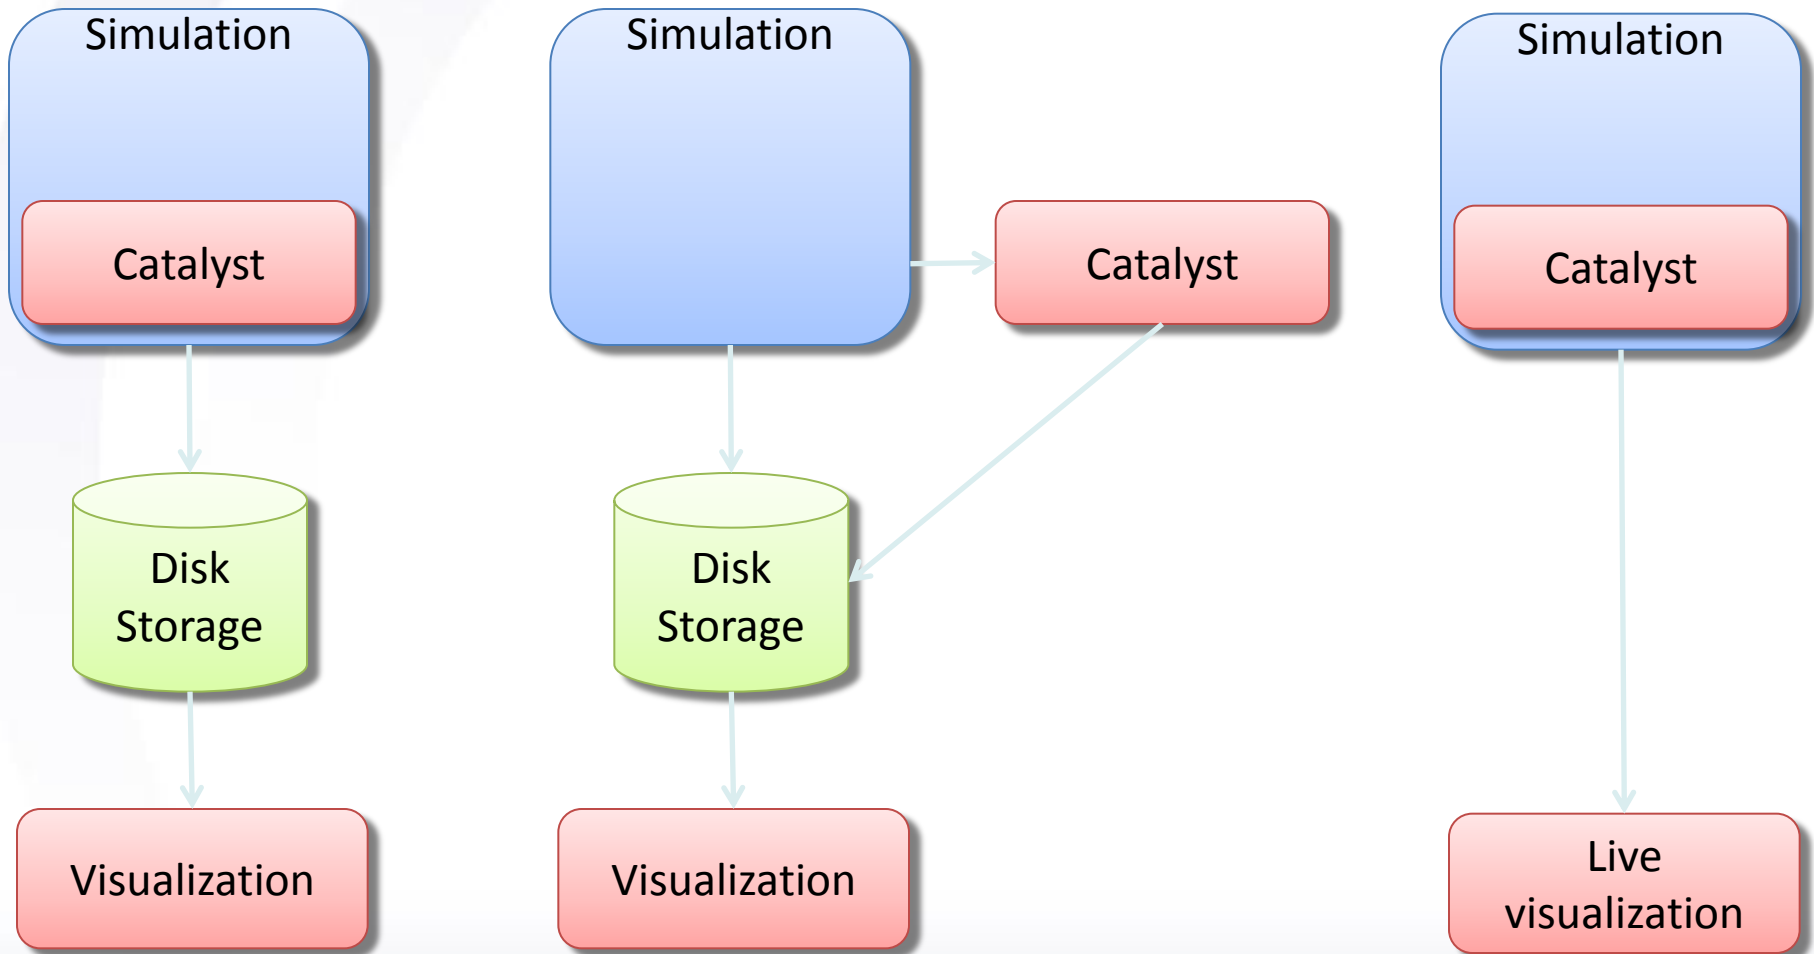 Simulation
Catalyst
Disk
Storage
Visualization
Simulation
Catalyst
Disk
Storage
Visualization
Simulation
Catalyst
Live
visualization